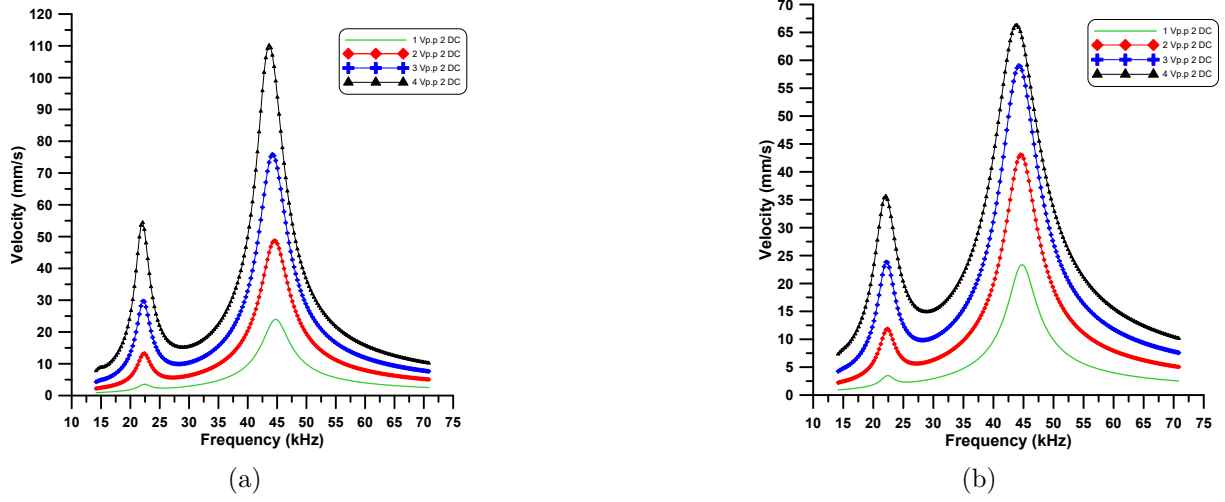 120
110
100
90
80
70
60
50
40
30
20
10
0
Velocity (mm/s)
10 15 20 25 30 35 40 45 50 55 60 65 70 75
Frequency (kHz)
1 Vp.p 2 DC
2 Vp.p 2 DC
3 Vp.p 2 DC
4 Vp.p 2 DC
(a)
70
65
60
55
50
45
40
35
30
25
20
15
10
5
0
Velocity (mm/s)
10 15 20 25 30 35 40 45 50 55 60 65 70 75
Frequency (kHz)
1 Vp.p 2 DC
2 Vp.p 2 DC
3 Vp.p 2 DC
4 Vp.p 2 DC
(b)